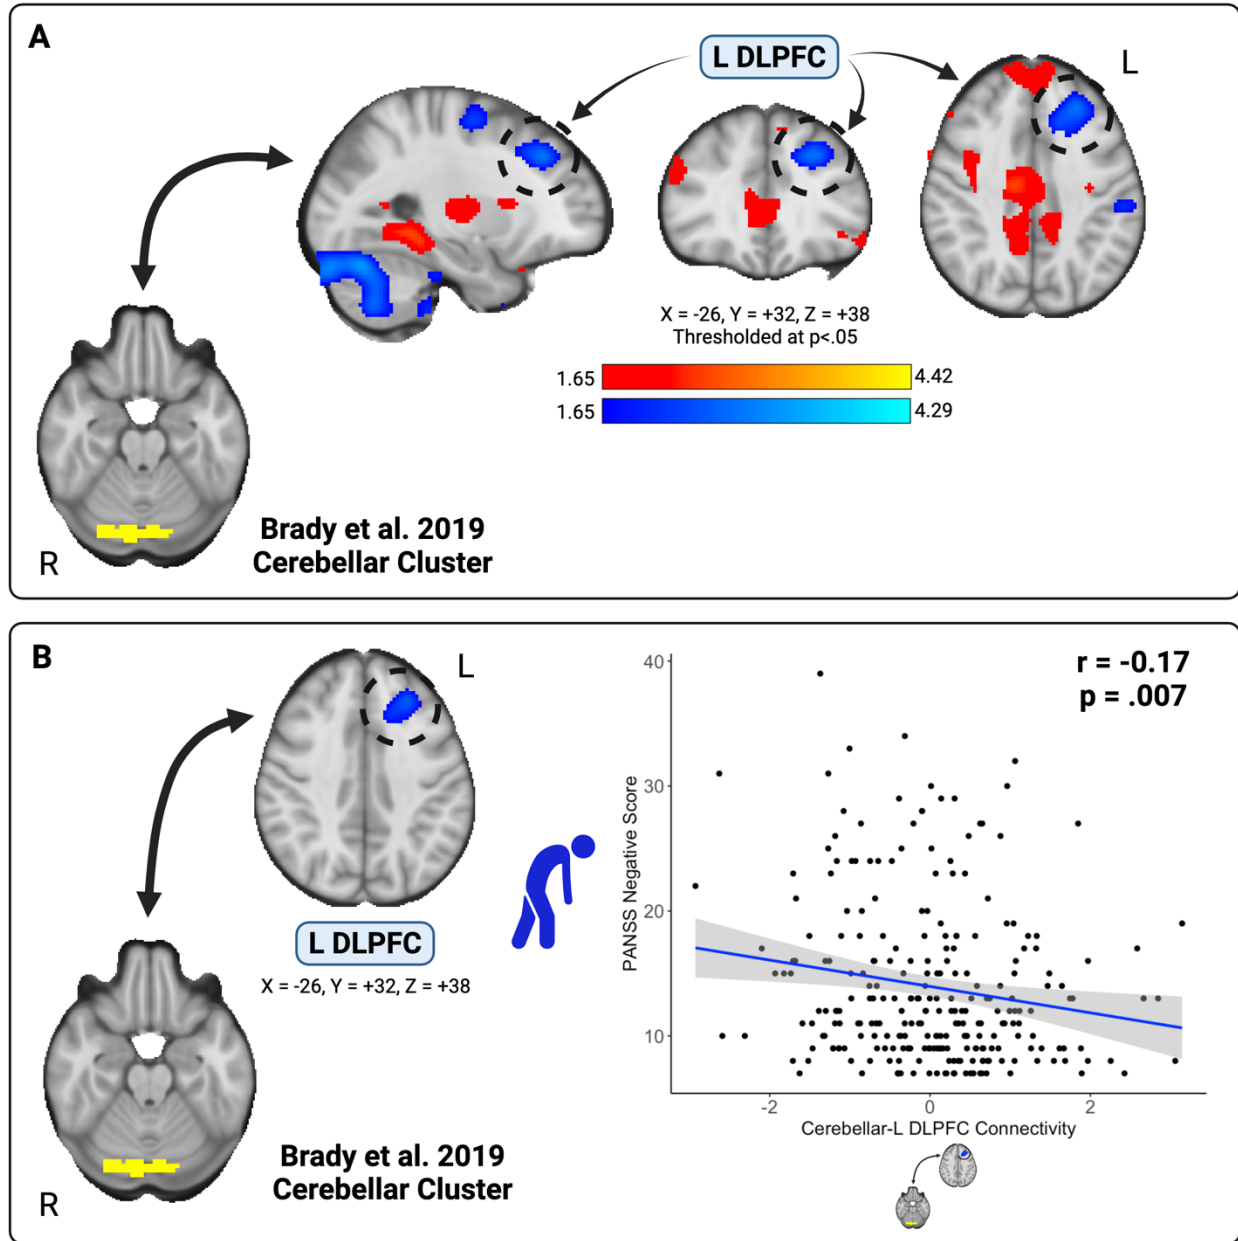 A
L DLPFC
L
X = -26, Y = +32, Z = +38
Thresholded at p<.05
1.65
4.42
1.65
4.29
Brady et al. 2019
Cerebellar Cluster
R
B
L
L DLPFC
X = -26, Y = +32, Z = +38
Brady et al. 2019
Cerebellar Cluster
R
r = -0.17
p = .007
PANSS Negative Score
40
30
20
10
-2
0
2
Cerebellar-L DLPFC Connectivity